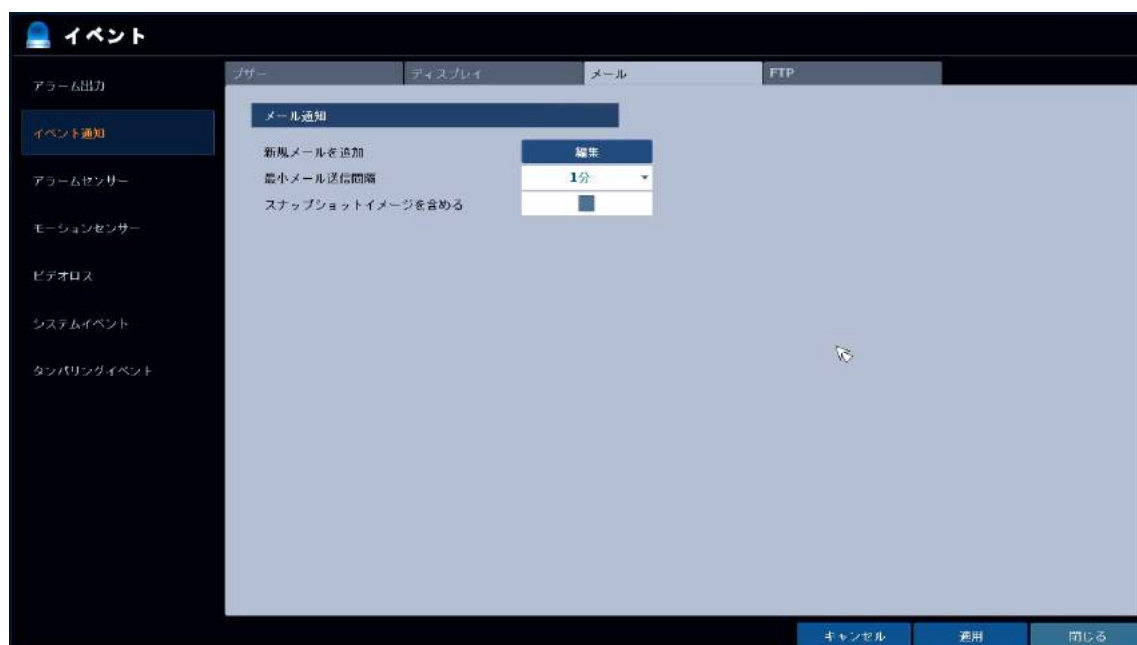 イベント
アラーム出力
イベント通知
アラームセンサー
モーションセンサー
ビデオロス
システムイベント
タンパリングイベント
ブザー
ディスプレイ
メール
FTP
メール通知
新規メールを追加
編集
最小メール送信間隔
1分
スナップショットイメージを含める
キャンセル
適用
閉じる